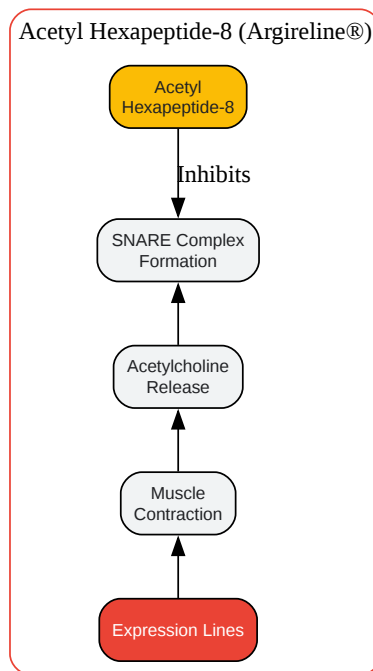 Acetyl Hexapeptide-8 (Argireline®)
Acetyl
Hexapeptide-8
Inhibits
SNARE Complex
Formation
Acetylcholine
Release
Muscle
Contraction
Expression Lines